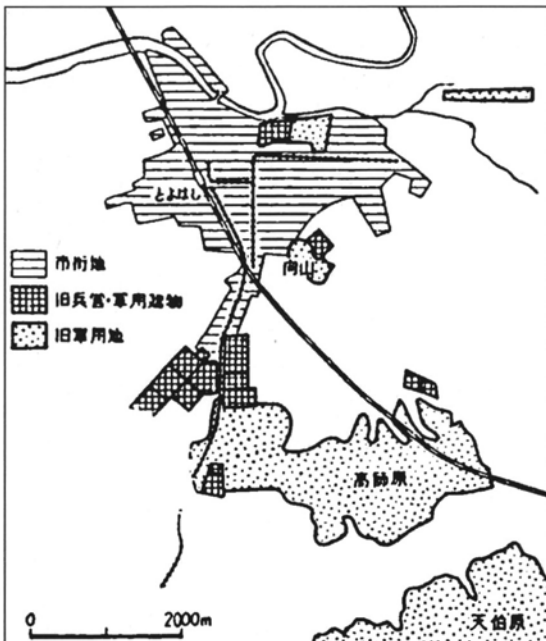 とよはし
向山
市街地
旧兵営・軍用建物
旧軍用地
高師原
天伯原
0 2000m